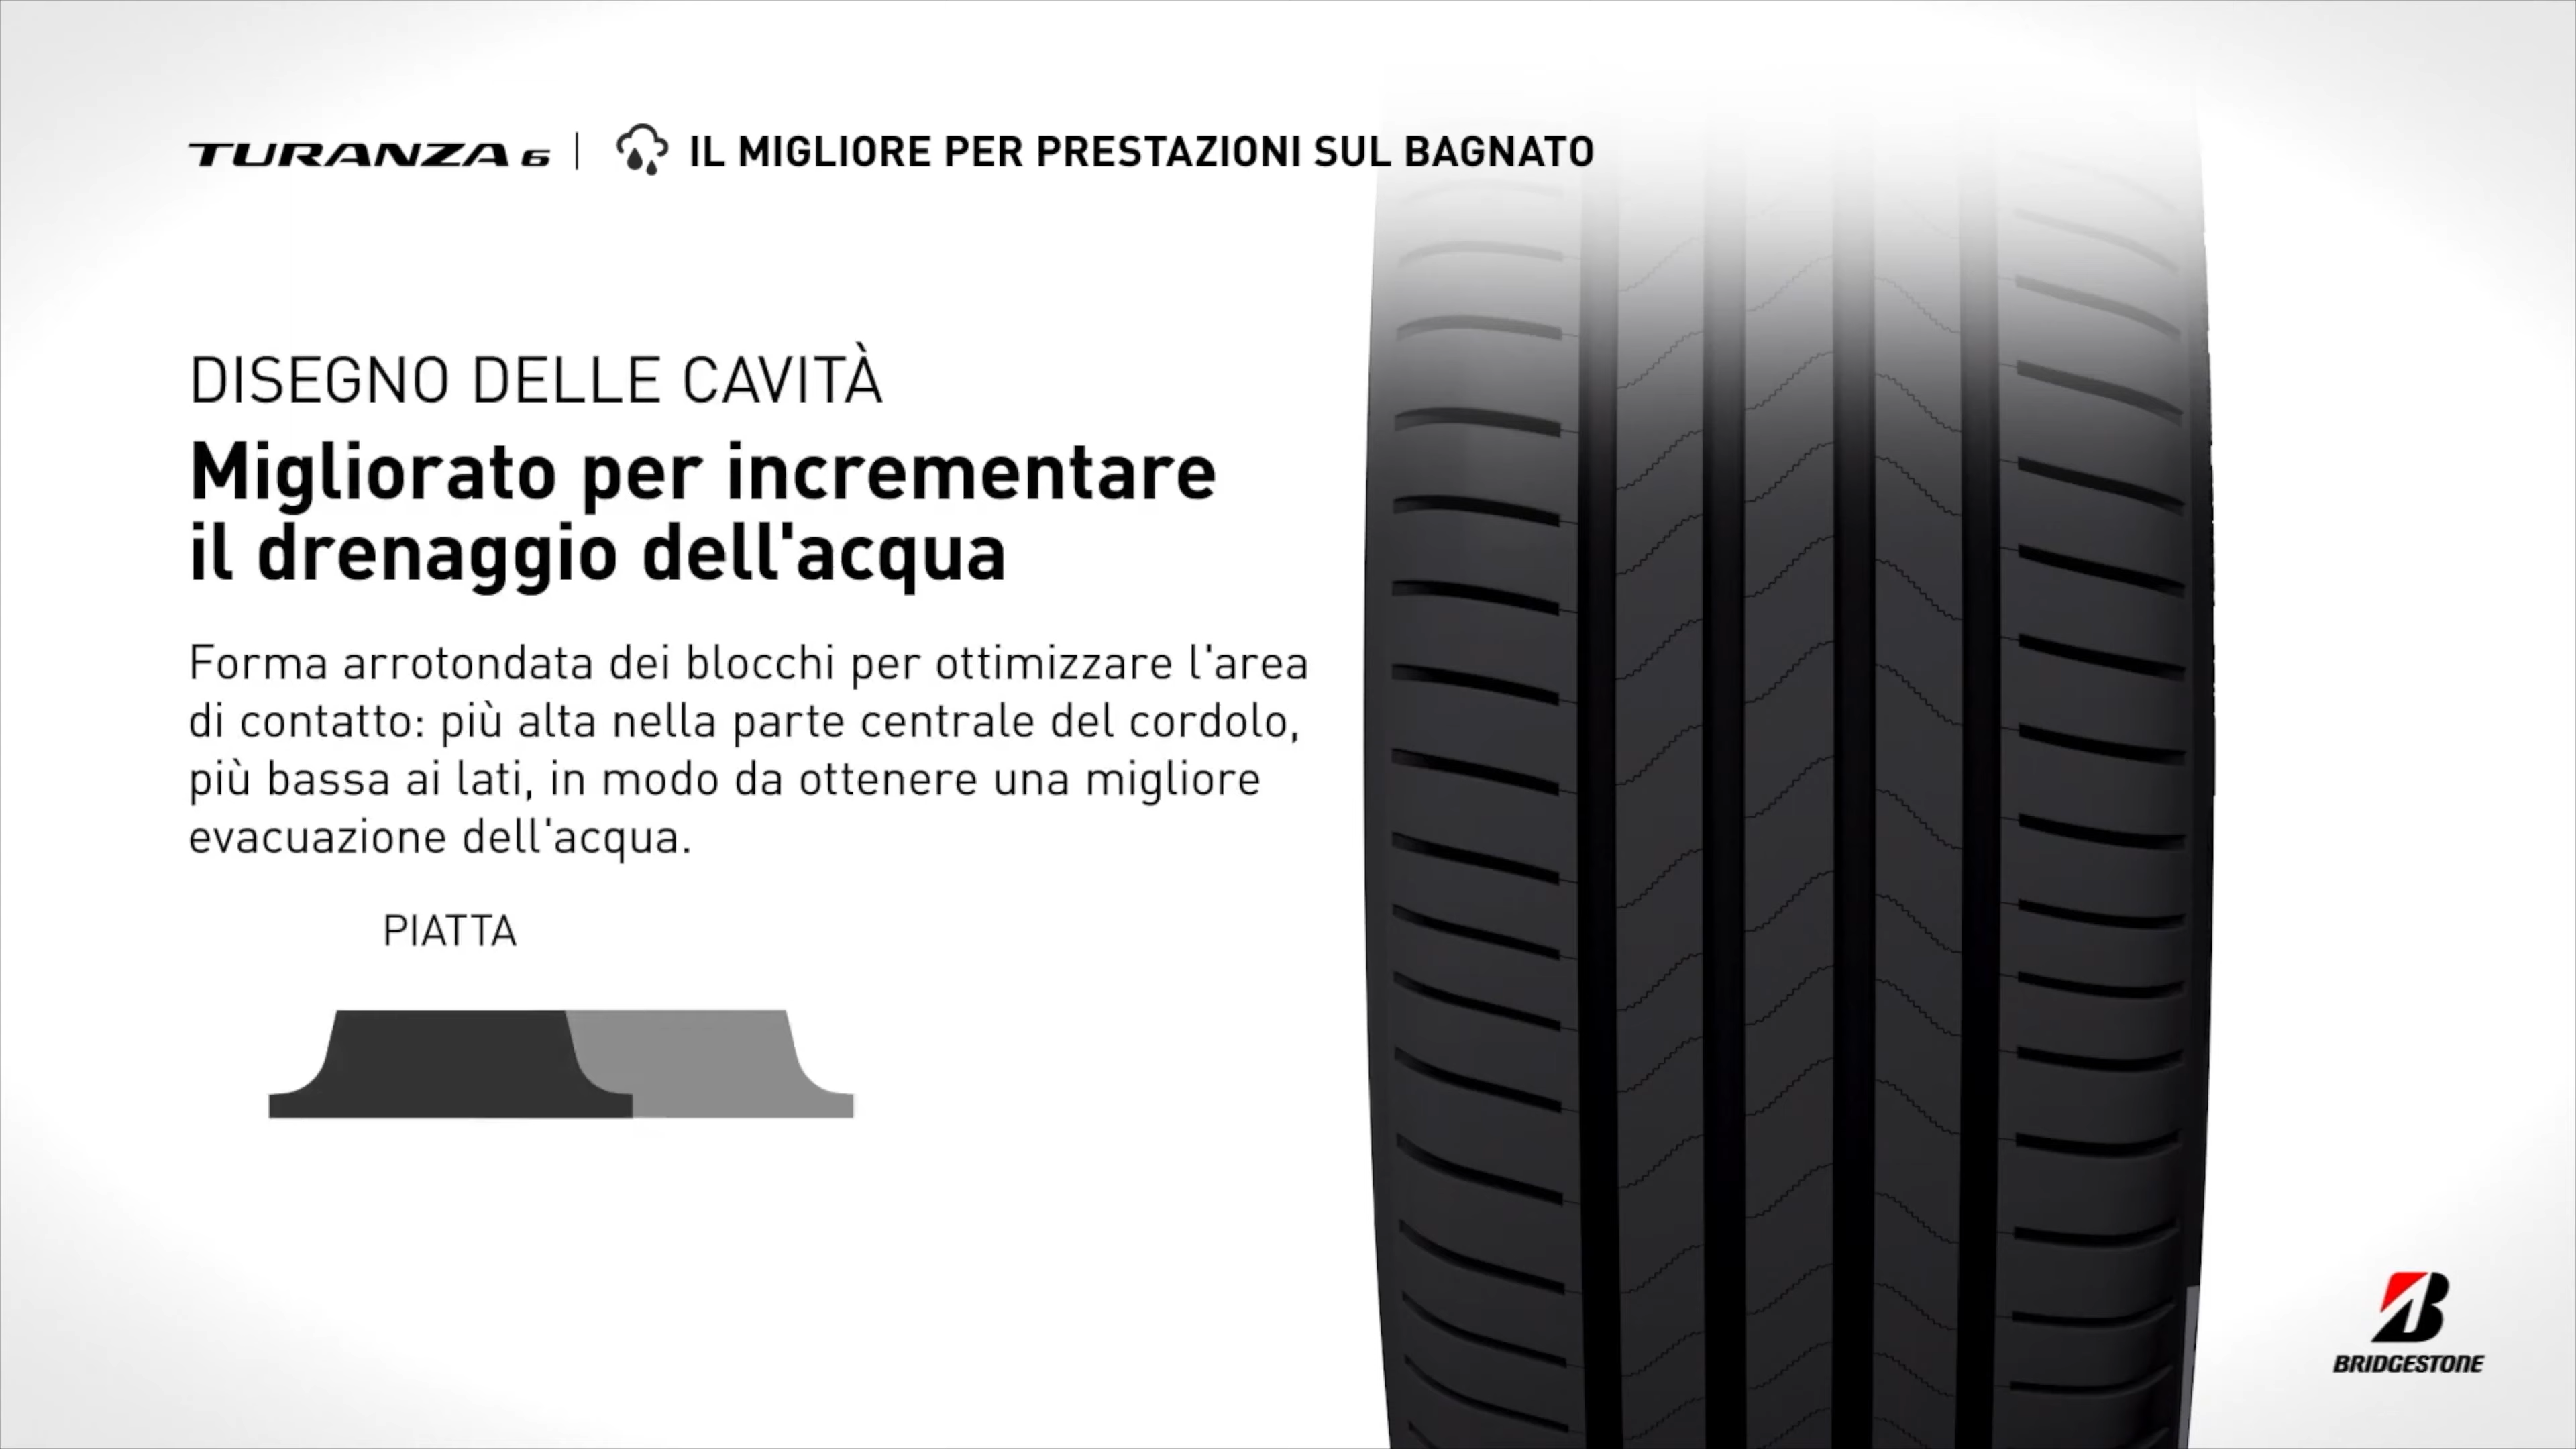 TURANZA 6 | IL MIGLIORE PER PRESTAZIONI SUL BAGNATO
DISEGNO DELLE CAVITÀ
Migliorato per incrementare
il drenaggio dell'acqua
Forma arrotondata dei blocchi per ottimizzare l'area
di contatto: più alta nella parte centrale del cordolo,
più bassa ai lati, in modo da ottenere una migliore
evacuazione dell'acqua.
PIATTA
BRIDGESTONE